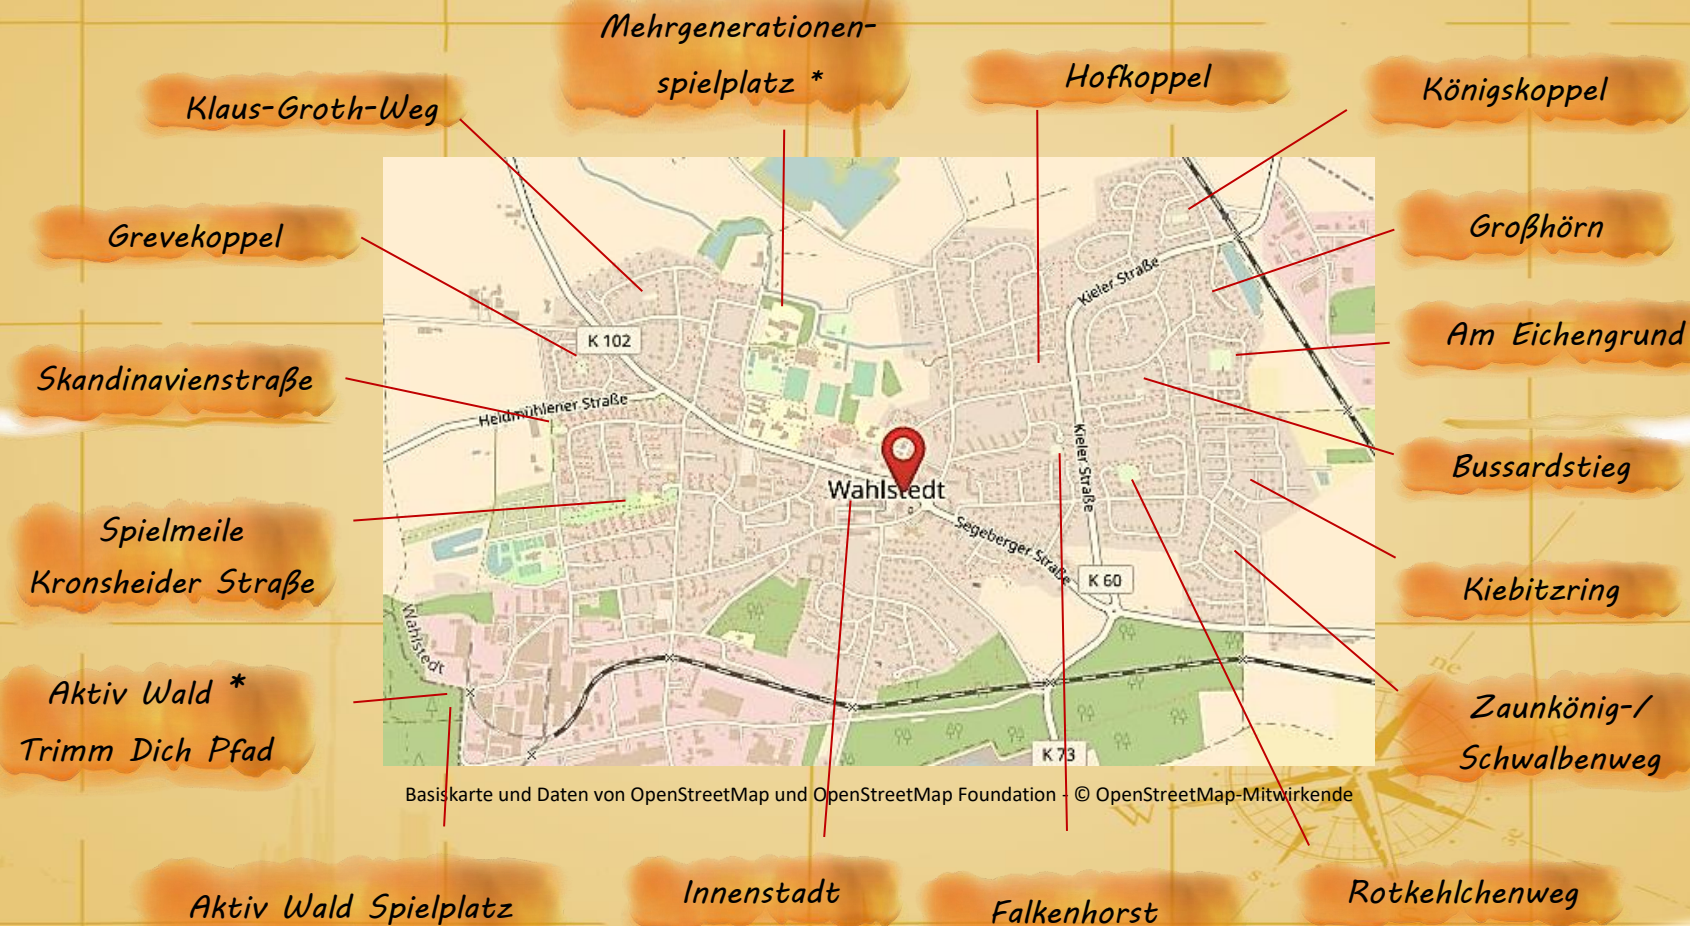 Mehrgenerationen-
spielplatz *
Hofkoppel
Königskoppel
Klaus-Groth-Weg
Grevekoppel
Großhörn
Skandinavienstraße
Am Eichengrund
Spielmeile
Kronsheider Straße
Bussardstieg
Kiebitzring
Aktiv Wald *
Trimm Dich Pfad
Zaunkönig-/
Schwalbenweg
Kieler Straße
K 102
Heidmühlener Straße
Kieler Straße
Wahlstedt
Segeberger Straße
K 60
Wahlstedt
K 73
Basiskarte und Daten von OpenStreetMap und OpenStreetMap Foundation - © OpenStreetMap-Mitwirkende
ne
W
se
s
Aktiv Wald Spielplatz
Innenstadt
Falkenhorst
Rotkehlchenweg